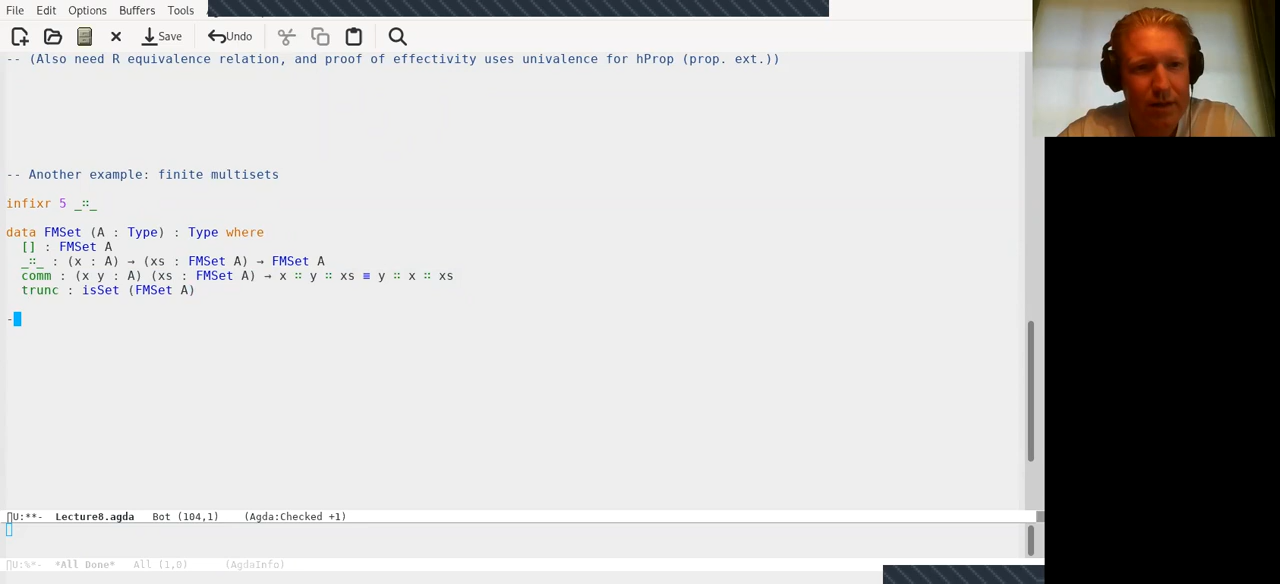 File Edit Options Buffers Tools
Save Undo
-- (Also need R equivalence relation, and proof of effectivity uses univalence for hProp (prop. ext.))
-- Another example: finite multisets
infixr 5 _∷_
data FMSet (A : Type) : Type where
[] : FMSet A
_∷_ : (x : A) → (xs : FMSet A) → FMSet A
comm : (x y : A) (xs : FMSet A) → x ∷ y ∷ xs ≡ y ∷ x ∷ xs
trunc : isSet (FMSet A)
-
U:**- Lecture8.agda Bot (104,1) (Agda:Checked +1)
U:%*- *All Done* All (1,0) (AgdaInfo)